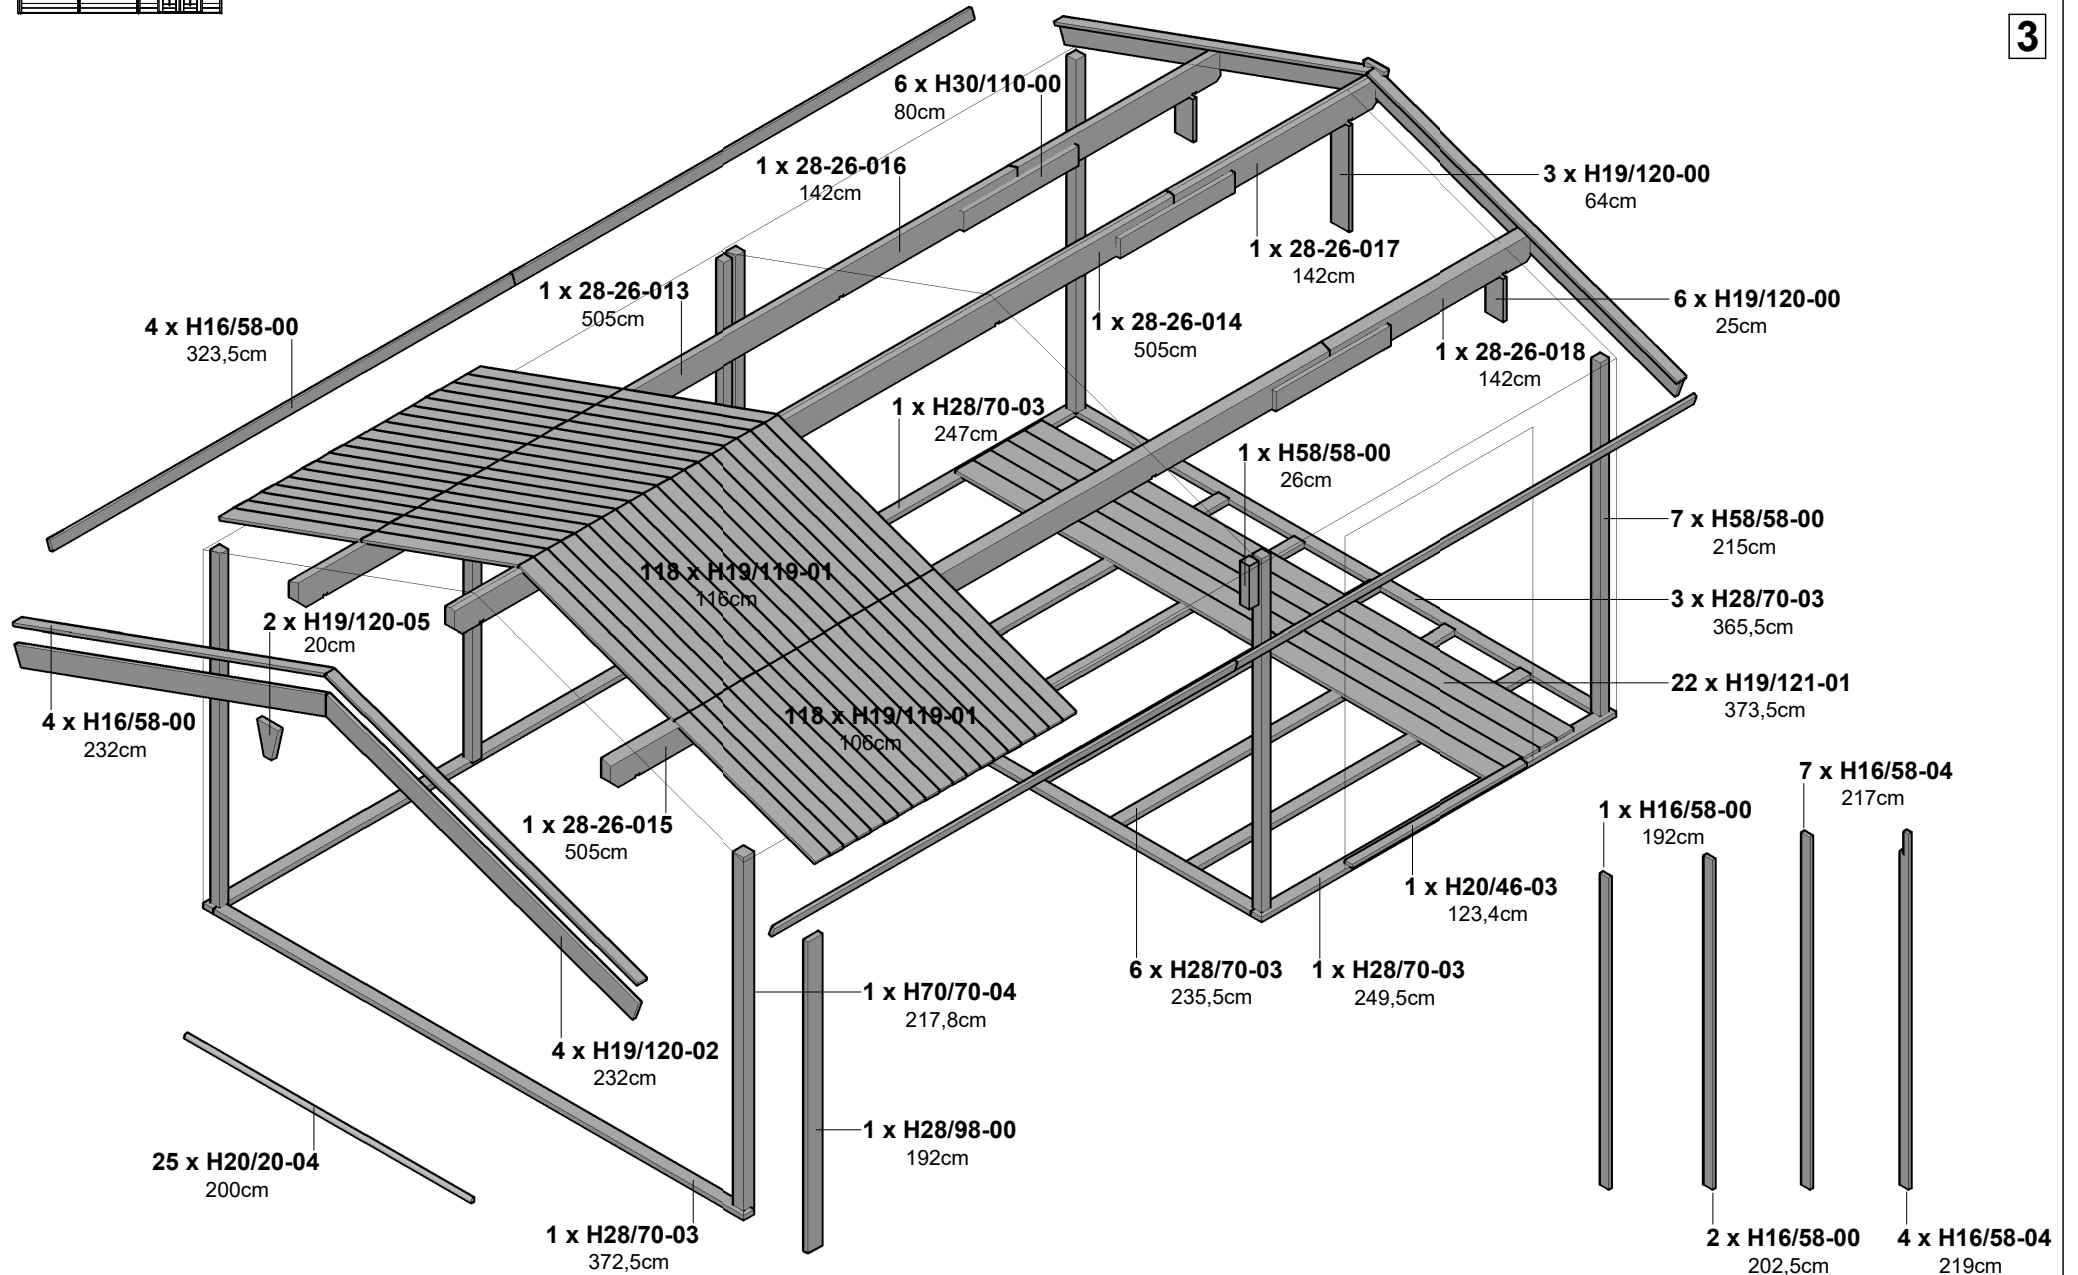 3
6 x H30/110-00
80cm
1 x 28-26-016
142cm
3 x H19/120-00
64cm
1 x 28-26-017
142cm
1 x 28-26-013
505cm
6 x H19/120-00
25cm
4 x H16/58-00
323,5cm
1 x 28-26-014
505cm
1 x 28-26-018
142cm
1 x H28/70-03
247cm
1 x H58/58-00
26cm
7 x H58/58-00
215cm
118 x H19/119-01
116cm
3 x H28/70-03
365,5cm
2 x H19/120-05
20cm
22 x H19/121-01
373,5cm
4 x H16/58-00
232cm
118 x H19/119-01
106cm
7 x H16/58-04
217cm
1 x H16/58-00
192cm
1 x 28-26-015
505cm
1 x H20/46-03
123,4cm
6 x H28/70-03
235,5cm
1 x H28/70-03
249,5cm
1 x H70/70-04
217,8cm
4 x H19/120-02
232cm
1 x H28/98-00
192cm
25 x H20/20-04
200cm
1 x H28/70-03
372,5cm
2 x H16/58-00
202,5cm
4 x H16/58-04
219cm